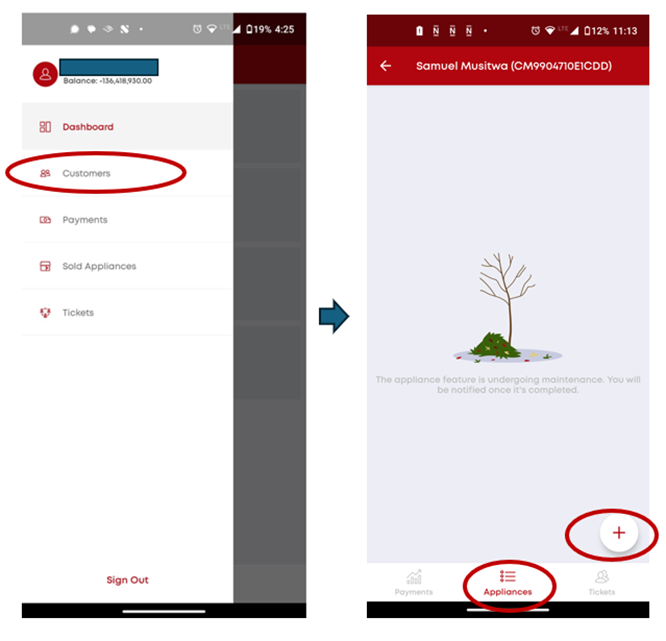 19% 4:25
Balance: -136,418,930.00
Dashboard
Customers
Payments
Sold Appliances
Tickets
Sign Out
LTE 12% 11:13
Samuel Musitwa (CM9904710E1CDD)
The appliance feature is undergoing maintenance. You will
be notified once it's completed.
Payments
Appliances
Tickets